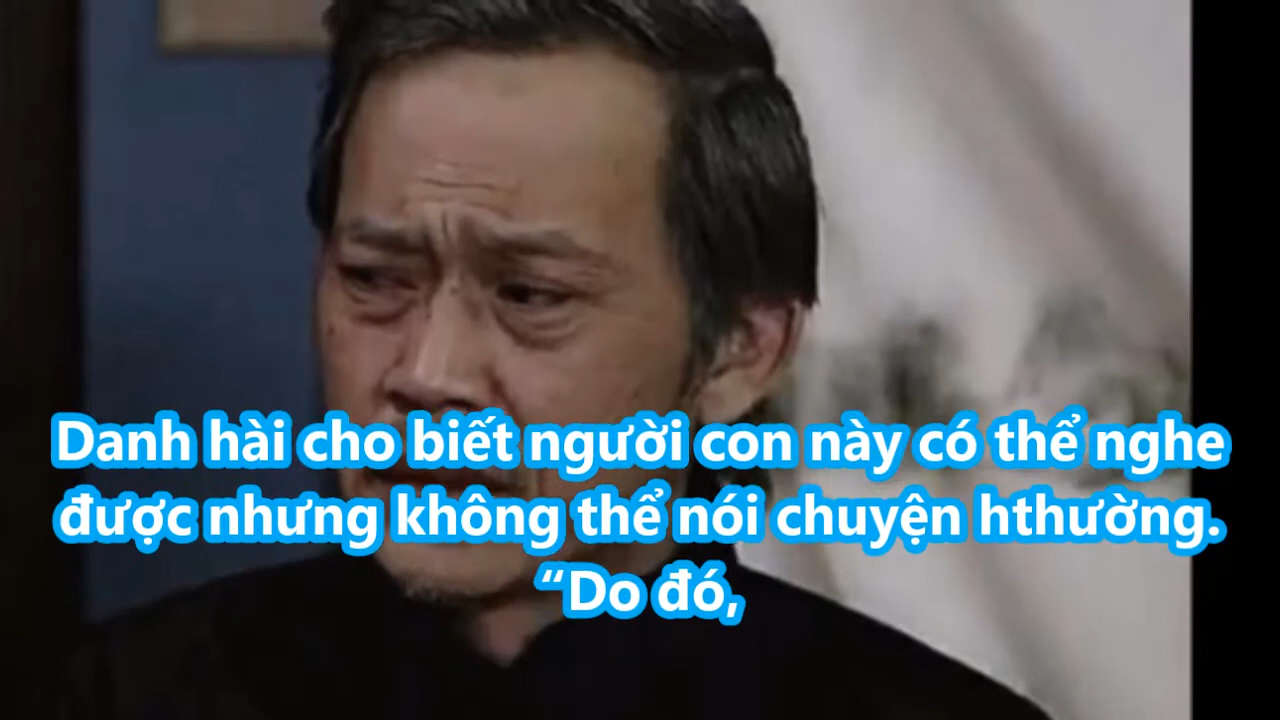 Danh hài cho biết người con này có thể nghe
được nhưng không thể nói chuyện hthường.
“Do đó,